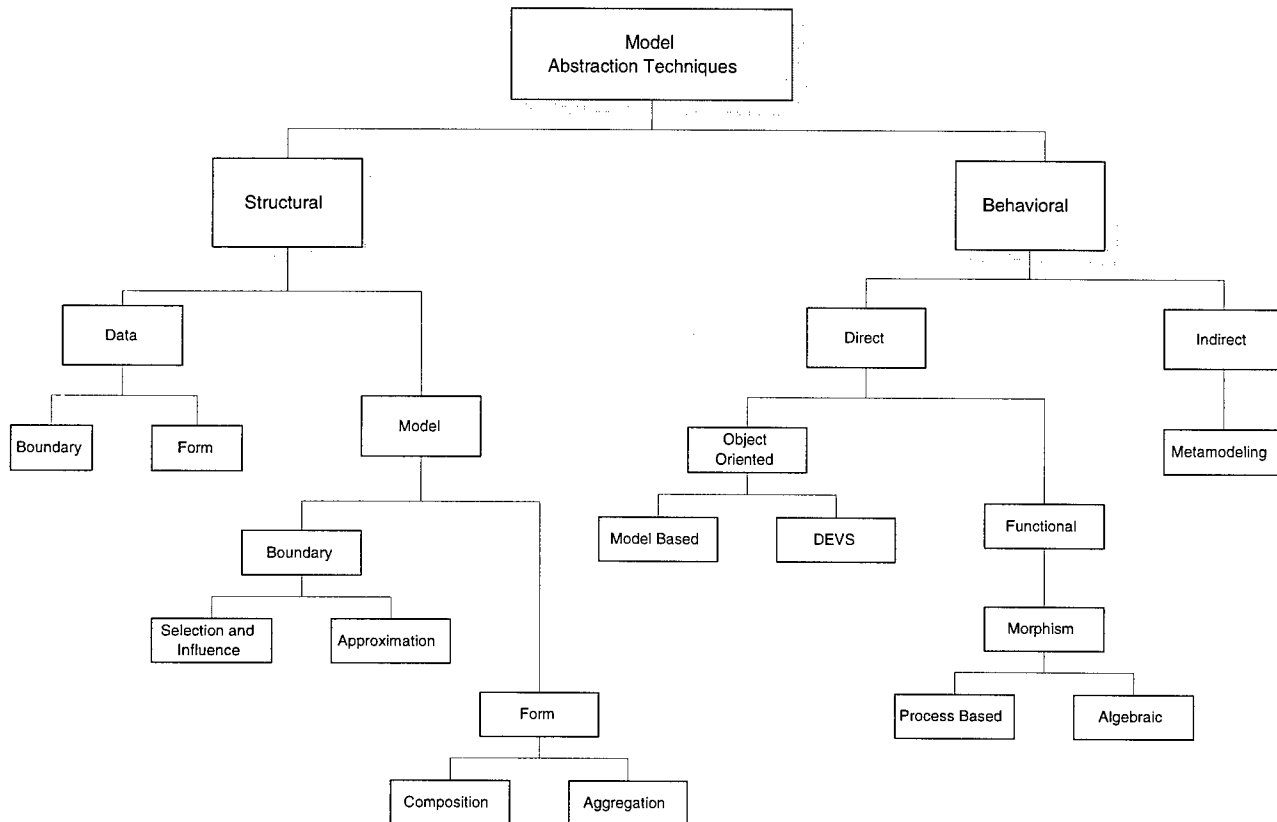 Model
Abstraction Techniques
Structural
Behavioral
Data
Direct
Indirect
Boundary
Form
Model
Object
Oriented
Metamodeling
Model Based
DEVS
Functional
Boundary
Selection and
Influence
Approximation
Morphism
Form
Process Based
Algebraic
Composition
Aggregation